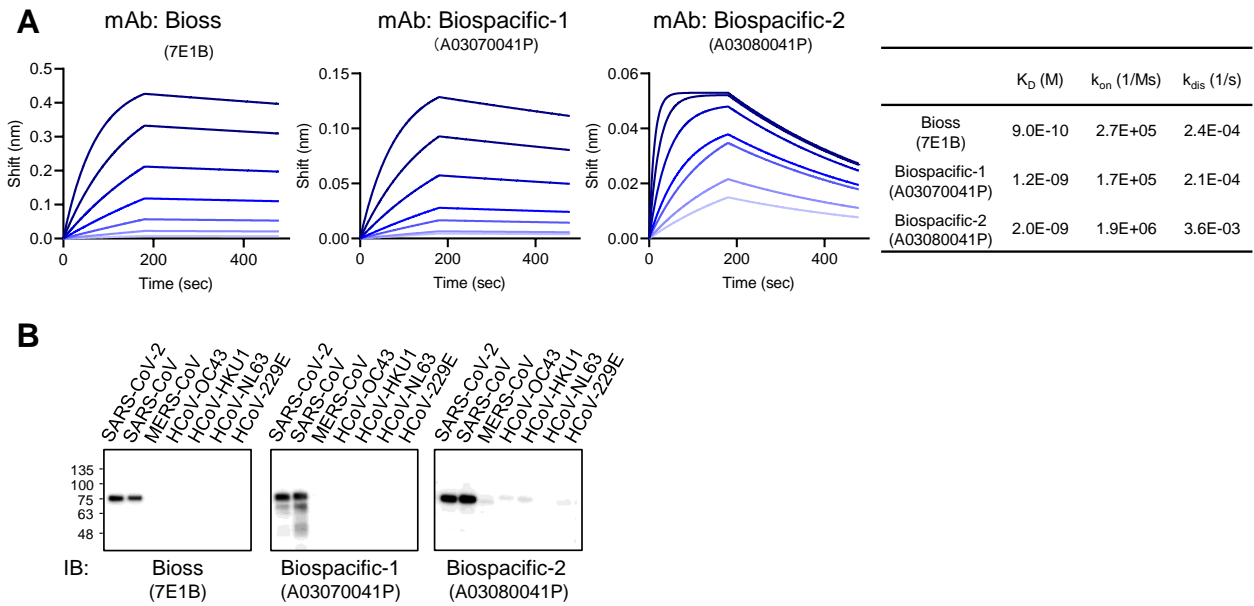 A
mAb: Bioss
(7E1B)
mAb: Biospacific-1
(A03070041P)
mAb: Biospacific-2
(A03080041P)
0.5
0.4
0.3
0.2
0.1
0.0
Shift (nm)
0 200 400
Time (sec)
0.15
0.10
0.05
0.00
Shift (nm)
0 200 400
Time (sec)
0.06
0.04
0.02
0.00
Shift (nm)
0 200 400
Time (sec)
KD (M) kon (1/Ms) kdis (1/s)
Bioss
(7E1B)
9.0E-10 2.7E+05 2.4E-04
Biospacific-1
(A03070041P)
1.2E-09 1.7E+05 2.1E-04
Biospacific-2
(A03080041P)
2.0E-09 1.9E+06 3.6E-03
B
SARS-CoV-2
SARS-CoV
MERS-CoV
HCoV-OC43
HCoV-HKU1
HCoV-NL63
HCoV-229E
SARS-CoV-2
SARS-CoV
MERS-CoV
HCoV-OC43
HCoV-HKU1
HCoV-NL63
HCoV-229E
SARS-CoV-2
SARS-CoV
MERS-CoV
HCoV-OC43
HCoV-HKU1
HCoV-NL63
HCoV-229E
135
100
75
63
48
IB:
Bioss
(7E1B)
Biospacific-1
(A03070041P)
Biospacific-2
(A03080041P)